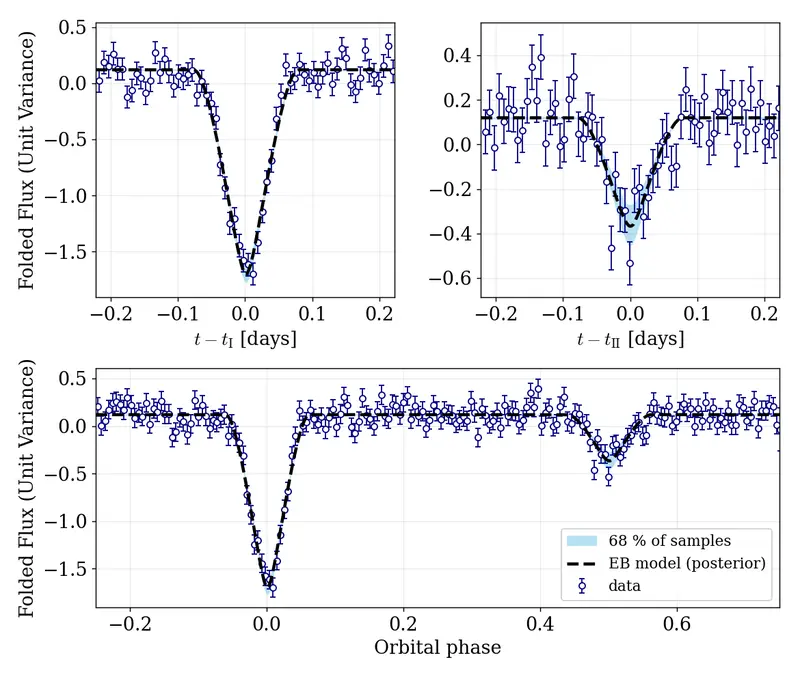 Folded Flux (Unit Variance)
0.5
0.0
−0.5
−1.0
−1.5
−0.2 −0.1 0.0 0.1 0.2
t − tI [days]
0.4
0.2
0.0
−0.2
−0.4
−0.6
−0.2 −0.1 0.0 0.1 0.2
t − tII [days]
Folded Flux (Unit Variance)
0.5
0.0
−0.5
−1.0
−1.5
68 % of samples
EB model (posterior)
data
−0.2 0.0 0.2 0.4 0.6
Orbital phase